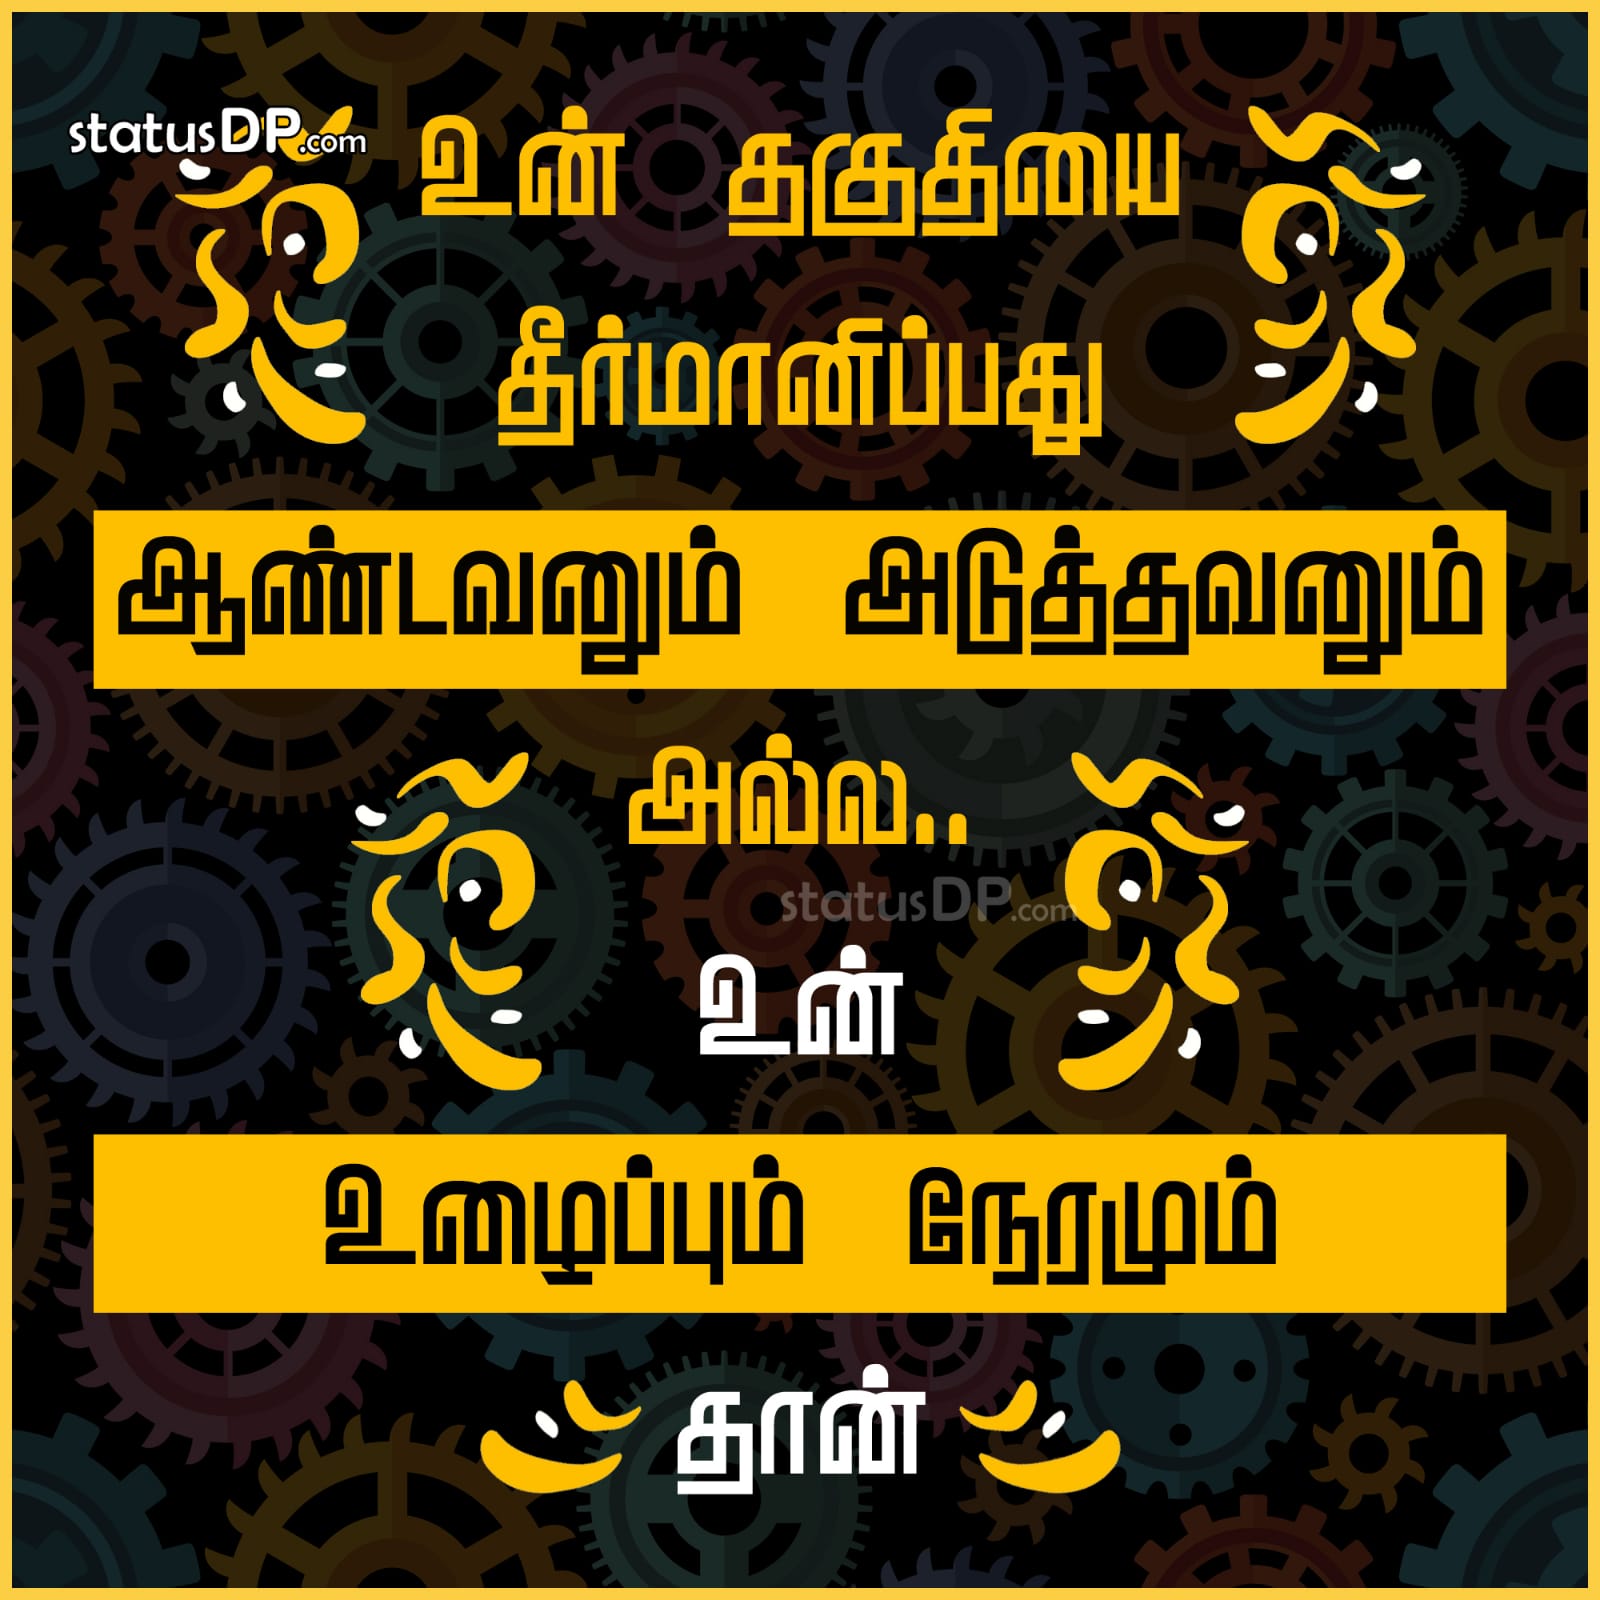 statusDP.com
உன் தகுதியை
தீர்மானிப்பது
ஆண்டவனும் அடுத்தவனும்
அல்ல..
statusDP.com
உன்
உழைப்பும் நேரமும்
தான்